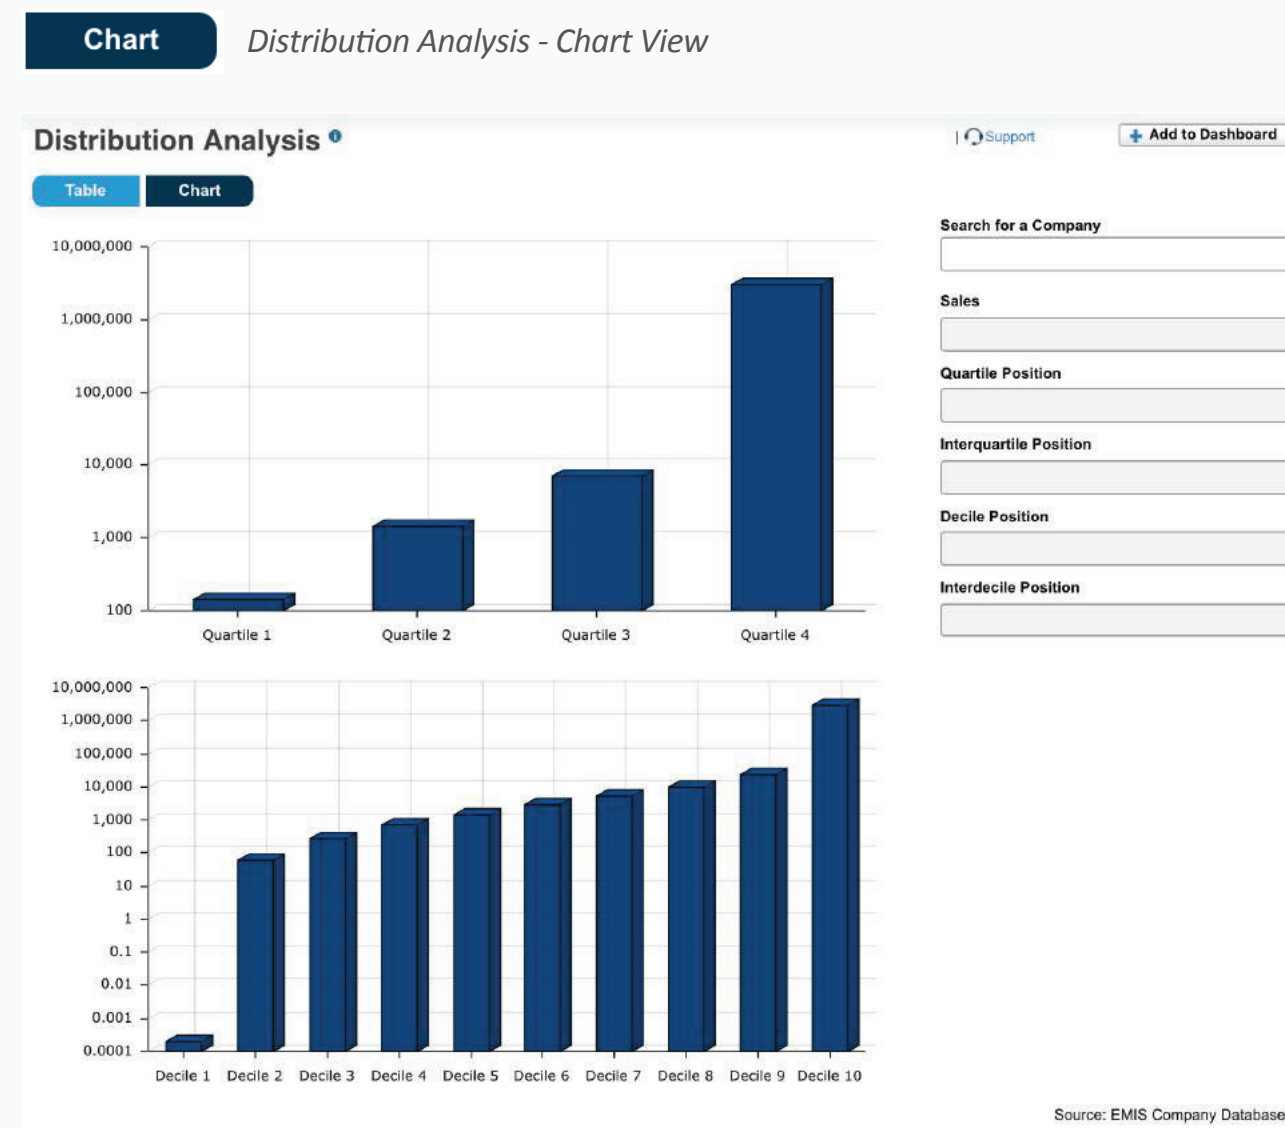 Chart
Distribution Analysis - Chart View
Distribution Analysis
| Support
Add to Dashboard
Table
Chart
10,000,000
1,000,000
100,000
10,000
1,000
100
Quartile 1
Quartile 2
Quartile 3
Quartile 4
Search for a Company
Sales
Quartile Position
Interquartile Position
Decile Position
Interdecile Position
10,000,000
1,000,000
100,000
10,000
1,000
100
10
1
0.1
0.01
0.001
0.0001
Decile 1
Decile 2
Decile 3
Decile 4
Decile 5
Decile 6
Decile 7
Decile 8
Decile 9
Decile 10
Source: EMIS Company Database